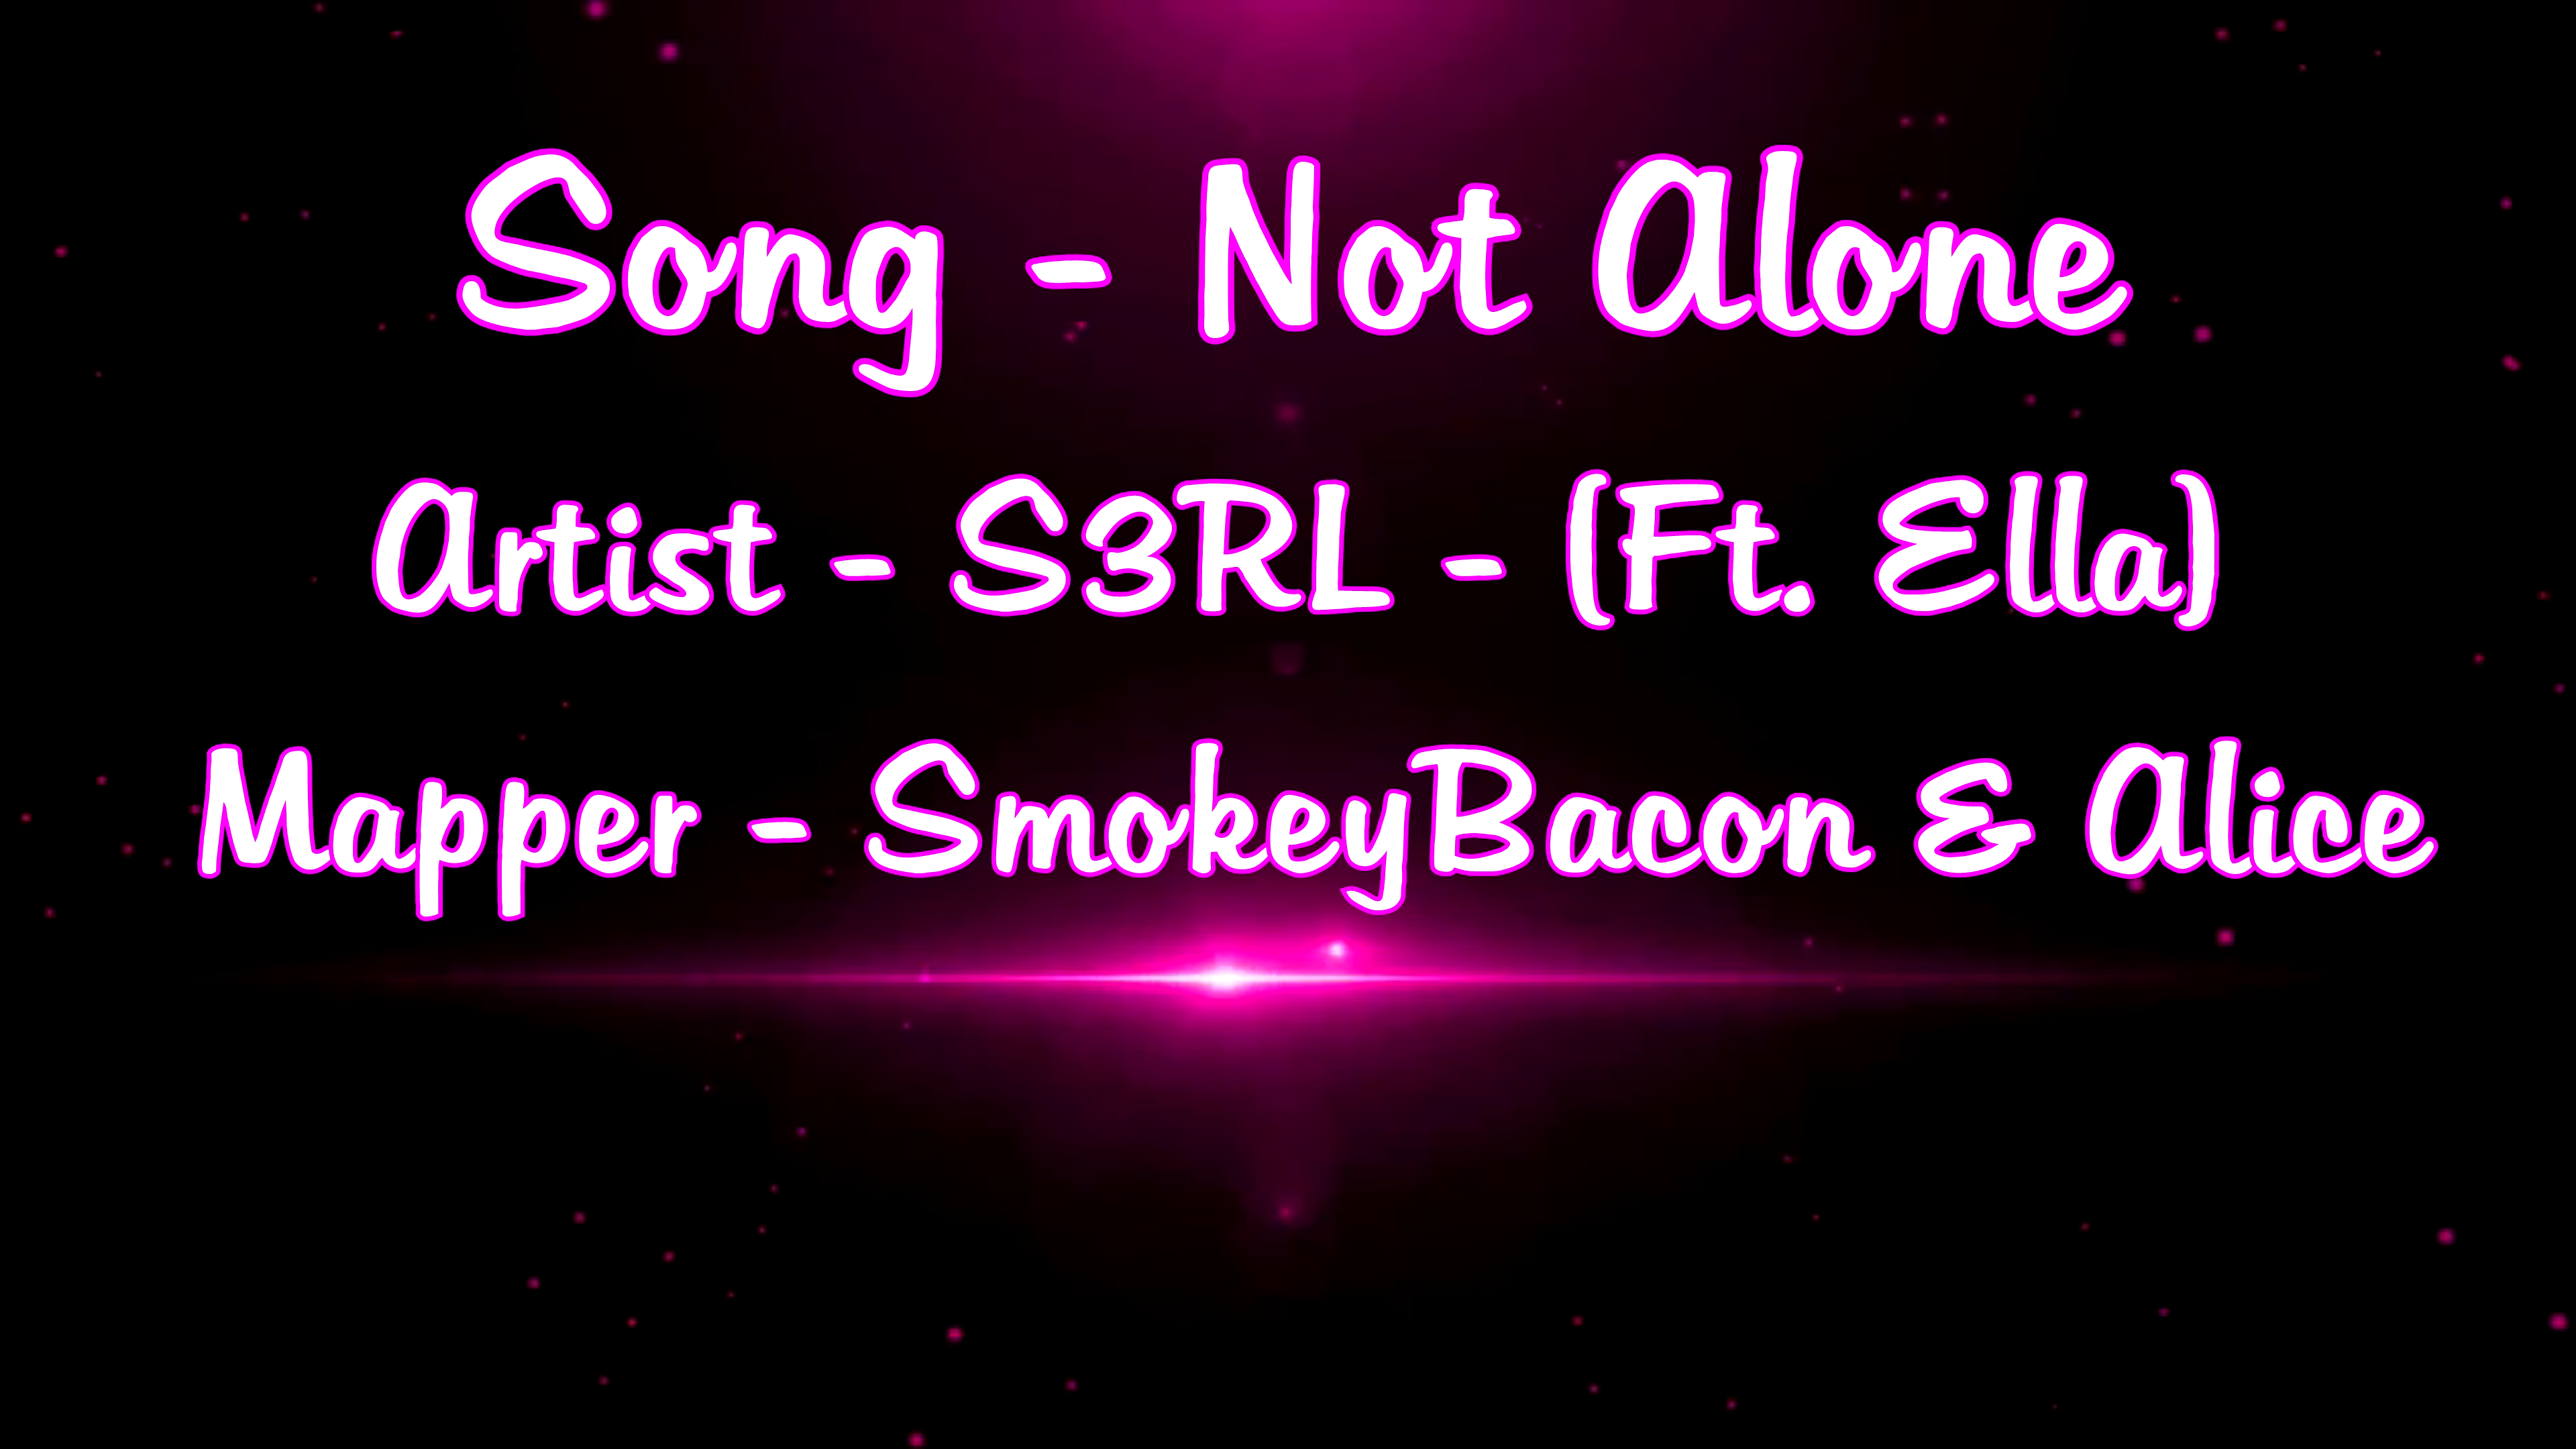 Song - Not Alone
Artist - S3RL - (Ft. Ella)
Mapper - SmokeyBacon & Alice